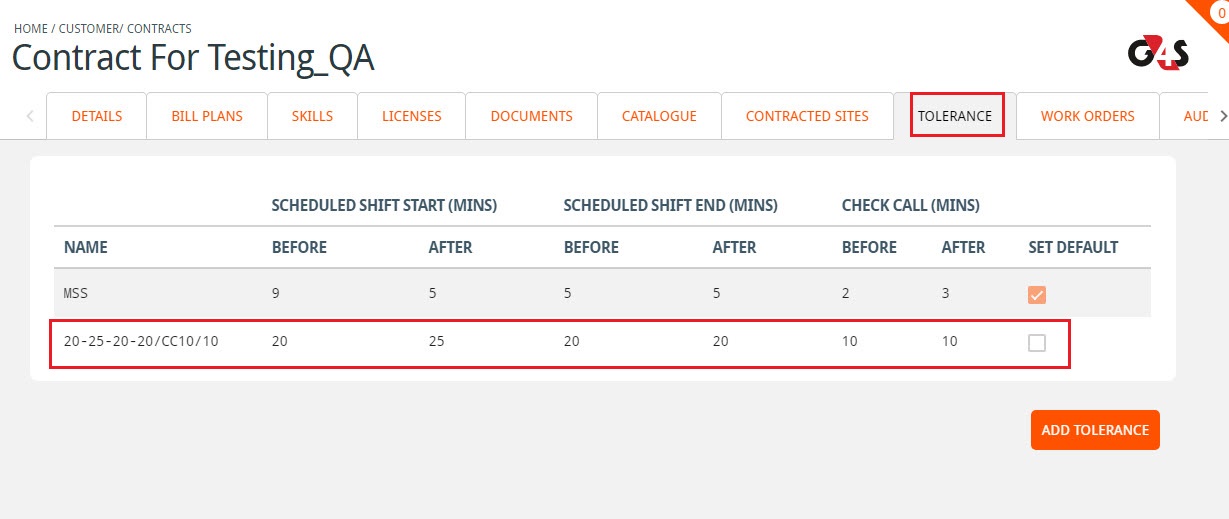 0
HOME / CUSTOMER/ CONTRACTS
Contract For Testing_QA
G4S
DETAILS BILL PLANS SKILLS LICENSES DOCUMENTS CATALOGUE CONTRACTED SITES TOLERANCE WORK ORDERS AUD
SCHEDULED SHIFT START (MINS) SCHEDULED SHIFT END (MINS) CHECK CALL (MINS)
NAME BEFORE AFTER BEFORE AFTER BEFORE AFTER SET DEFAULT
MSS 9 5 5 5 2 3
20-25-20-20/CC10/10 20 25 20 20 10 10
ADD TOLERANCE